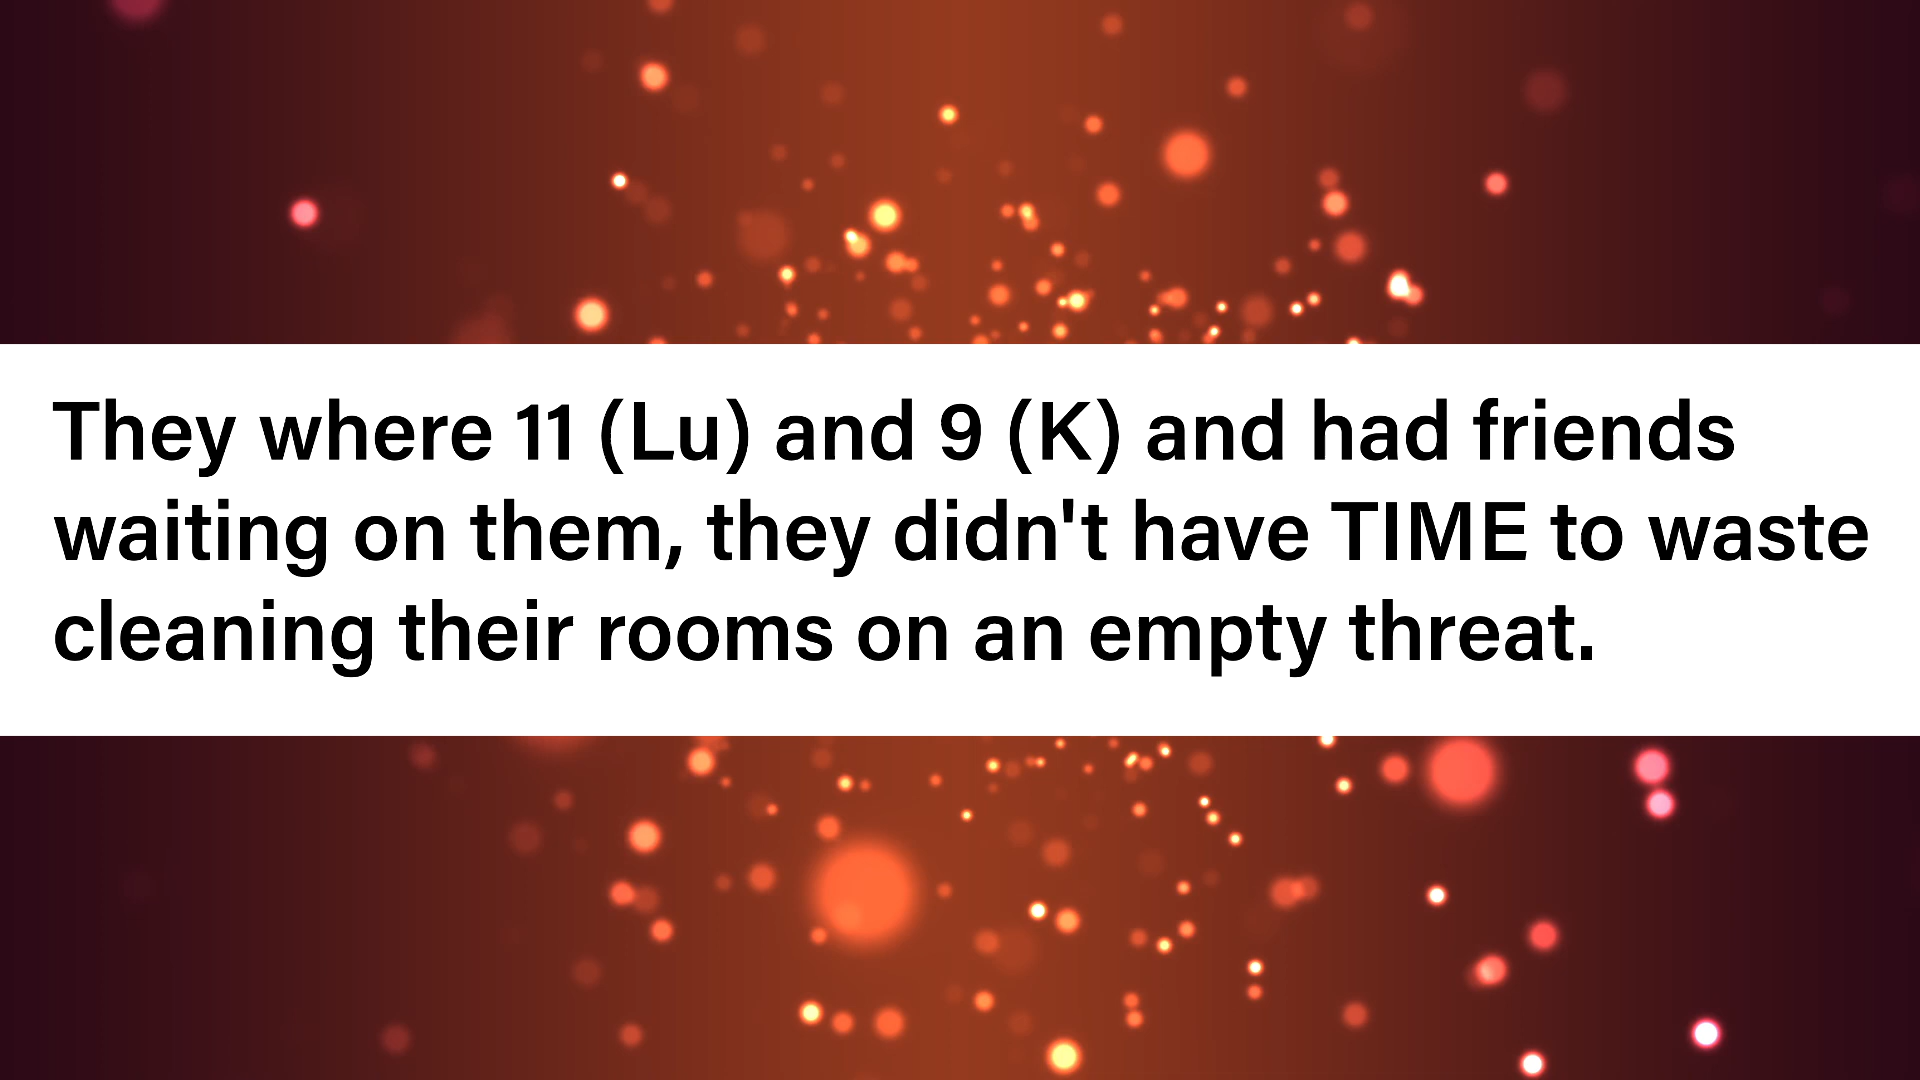 They where 11 (Lu) and 9 (K) and had friends
waiting on them, they didn't have TIME to waste
cleaning their rooms on an empty threat.